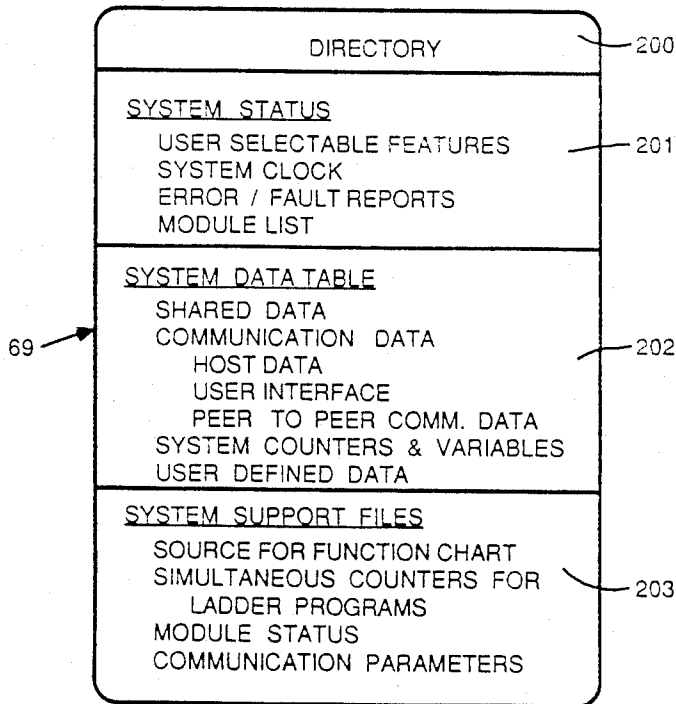 DIRECTORY
200
SYSTEM STATUS
USER SELECTABLE FEATURES
201
SYSTEM CLOCK
ERROR / FAULT REPORTS
MODULE LIST
SYSTEM DATA TABLE
SHARED DATA
COMMUNICATION DATA
69
202
HOST DATA
USER INTERFACE
PEER TO PEER COMM. DATA
SYSTEM COUNTERS & VARIABLES
USER DEFINED DATA
SYSTEM SUPPORT FILES
SOURCE FOR FUNCTION CHART
SIMULTANEOUS COUNTERS FOR
203
LADDER PROGRAMS
MODULE STATUS
COMMUNICATION PARAMETERS